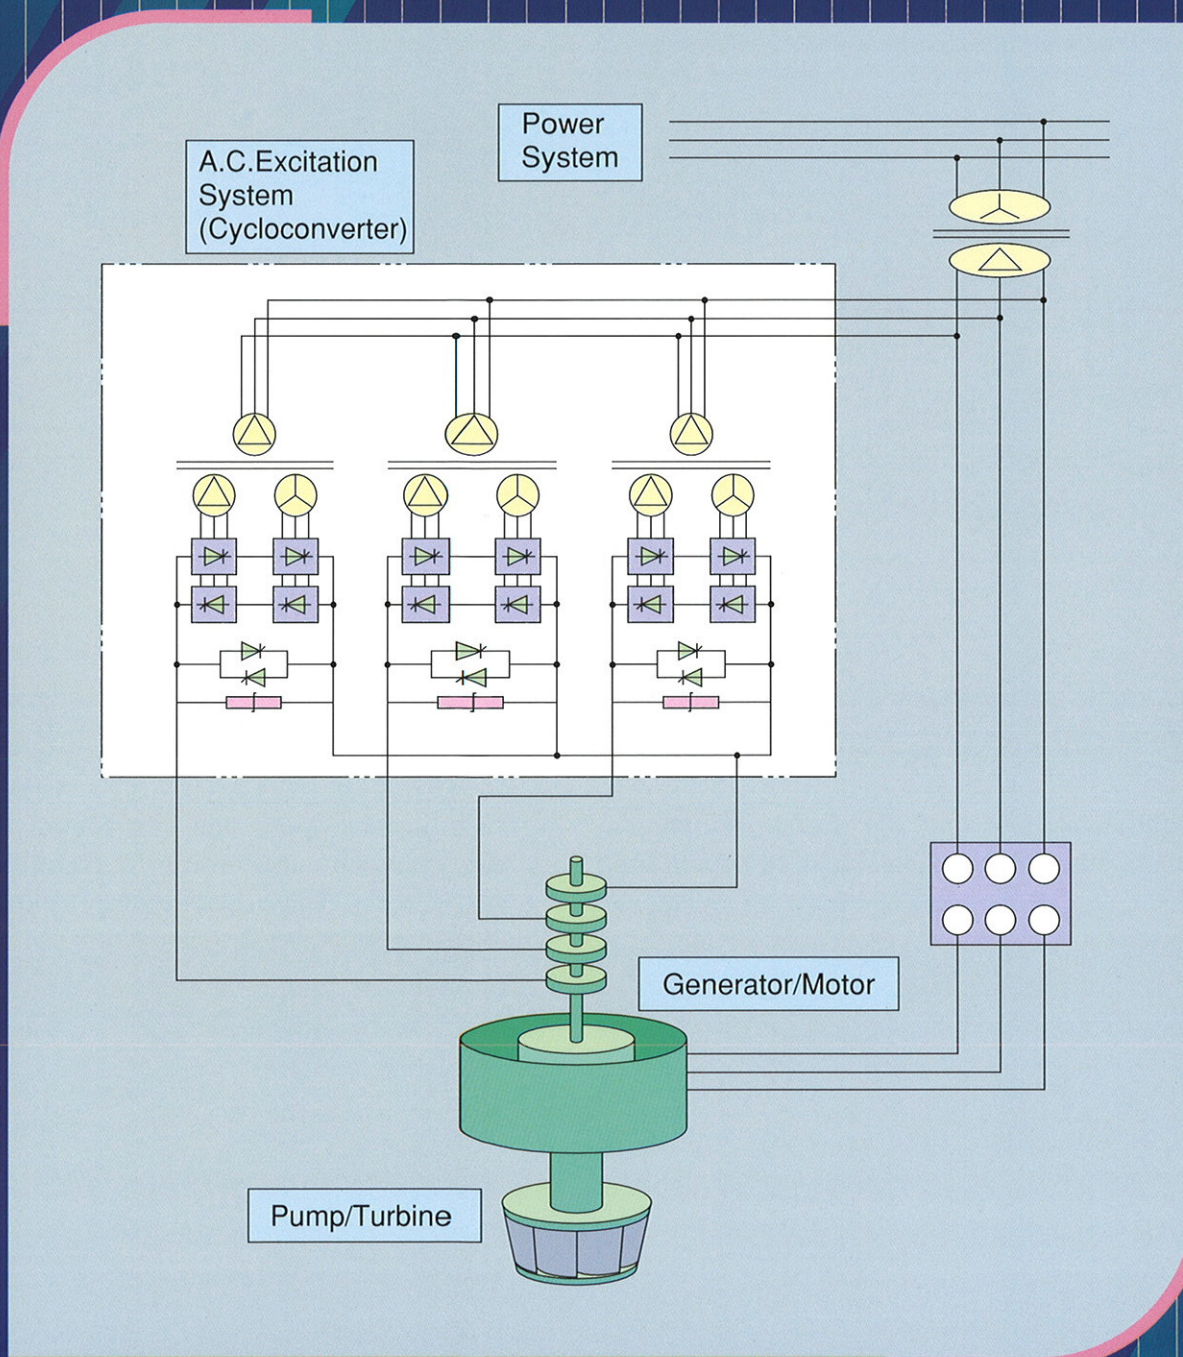 Power
System
A.C.Excitation
System
(Cycloconverter)
Generator/Motor
Pump/Turbine